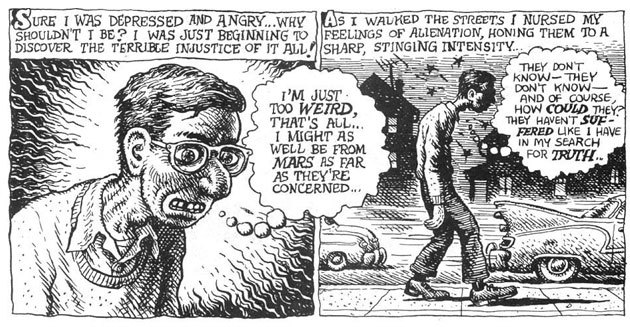 SURE I WAS DEPRESSED AND ANGRY...WHY
SHOULDN'T I BE? I WAS JUST BEGINNING TO
DISCOVER THE TERRIBLE INJUSTICE OF IT ALL!
I'M JUST
TOO WEIRD,
THAT'S ALL...
I MIGHT AS
WELL BE FROM
MARS AS FAR
AS THEY'RE
CONCERNED...
AS I WALKED THE STREETS I NURSED MY
FEELINGS OF ALIENATION, HONING THEM TO A
SHARP, STINGING INTENSITY...
THEY DON'T
KNOW—THEY
DON'T KNOW—
AND OF COURSE,
HOW COULD THEY?
THEY HAVEN'T SUF-
FERED LIKE I HAVE
IN MY SEARCH
FOR TRUTH..